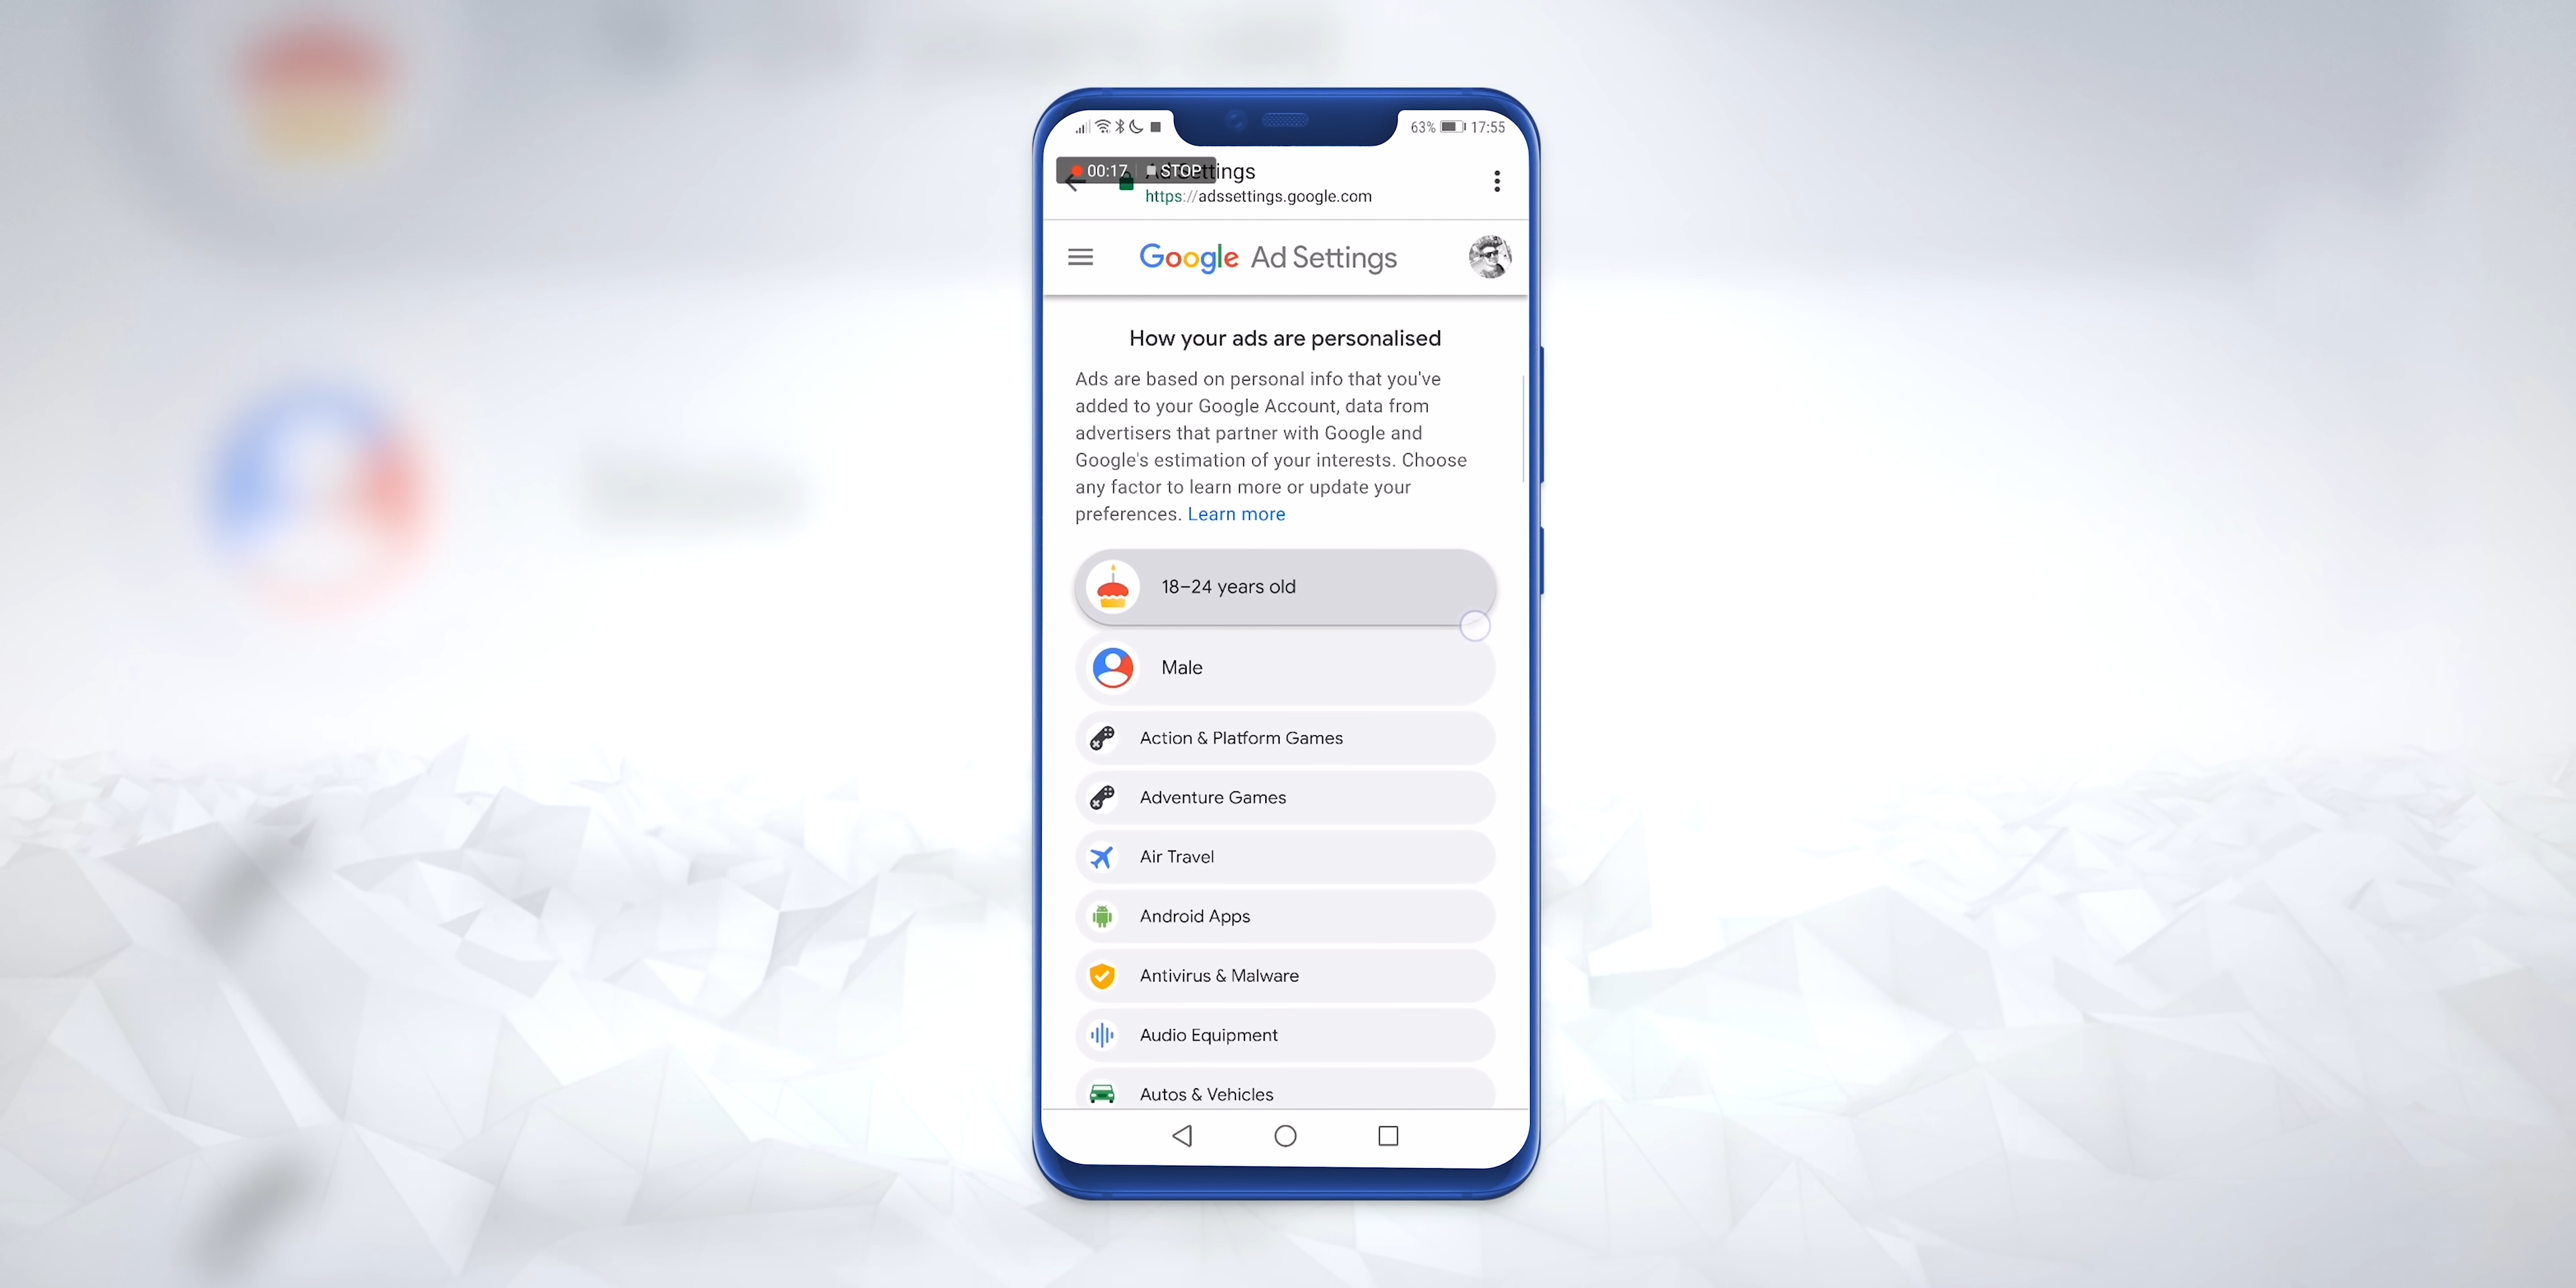 63% 17:55
00:17 STOP
Ad Settings
https://adssettings.google.com
Google Ad Settings
How your ads are personalised
Ads are based on personal info that you've
added to your Google Account, data from
advertisers that partner with Google and
Google's estimation of your interests. Choose
any factor to learn more or update your
preferences. Learn more
18–24 years old
Male
Action & Platform Games
Adventure Games
Air Travel
Android Apps
Antivirus & Malware
Audio Equipment
Autos & Vehicles